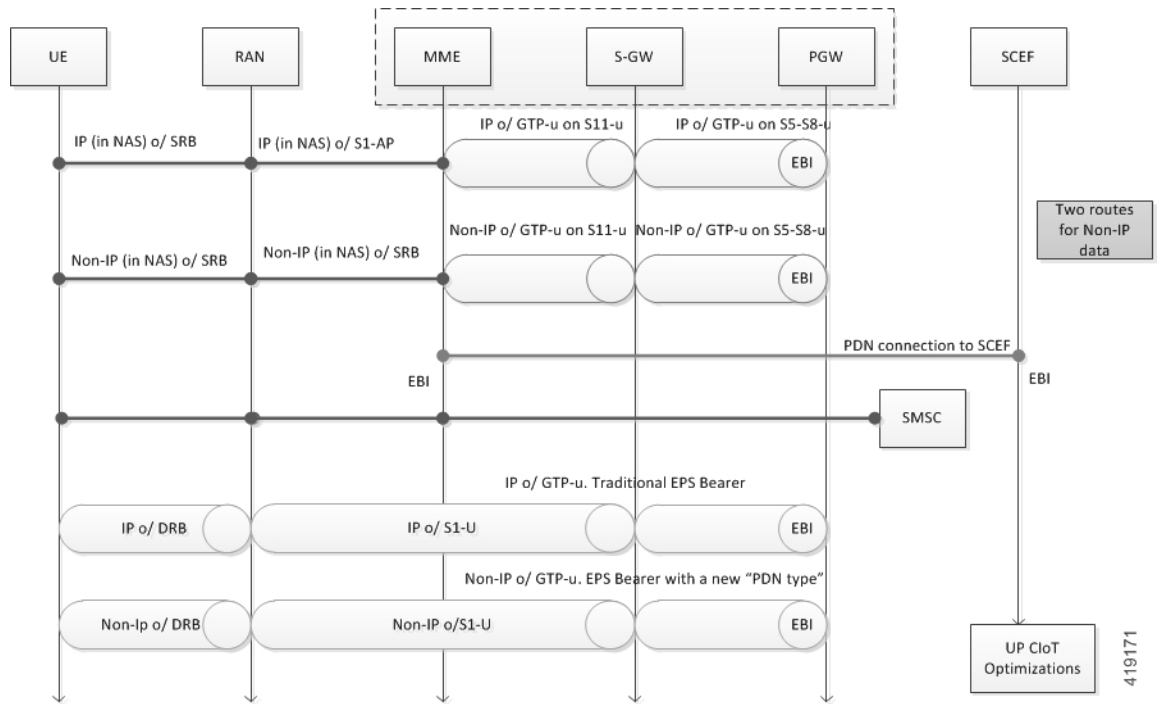 UE
RAN
MME
S-GW
PGW
SCEF
IP o/ GTP-u on S11-u
IP o/ GTP-u on S5-S8-u
IP (in NAS) o/ SRB
IP (in NAS) o/ S1-AP
EBI
Two routes
for Non-IP
data
Non-IP o/ GTP-u on S11-u
Non-IP o/ GTP-u on S5-S8-u
Non-IP (in NAS) o/ SRB
Non-IP (in NAS) o/ SRB
EBI
PDN connection to SCEF
EBI
EBI
SMSC
IP o/ GTP-u. Traditional EPS Bearer
IP o/ DRB
IP o/ S1-U
EBI
Non-IP o/ GTP-u. EPS Bearer with a new “PDN type”
Non-Ip o/ DRB
Non-IP o/S1-U
EBI
UP CIoT
Optimizations
419171